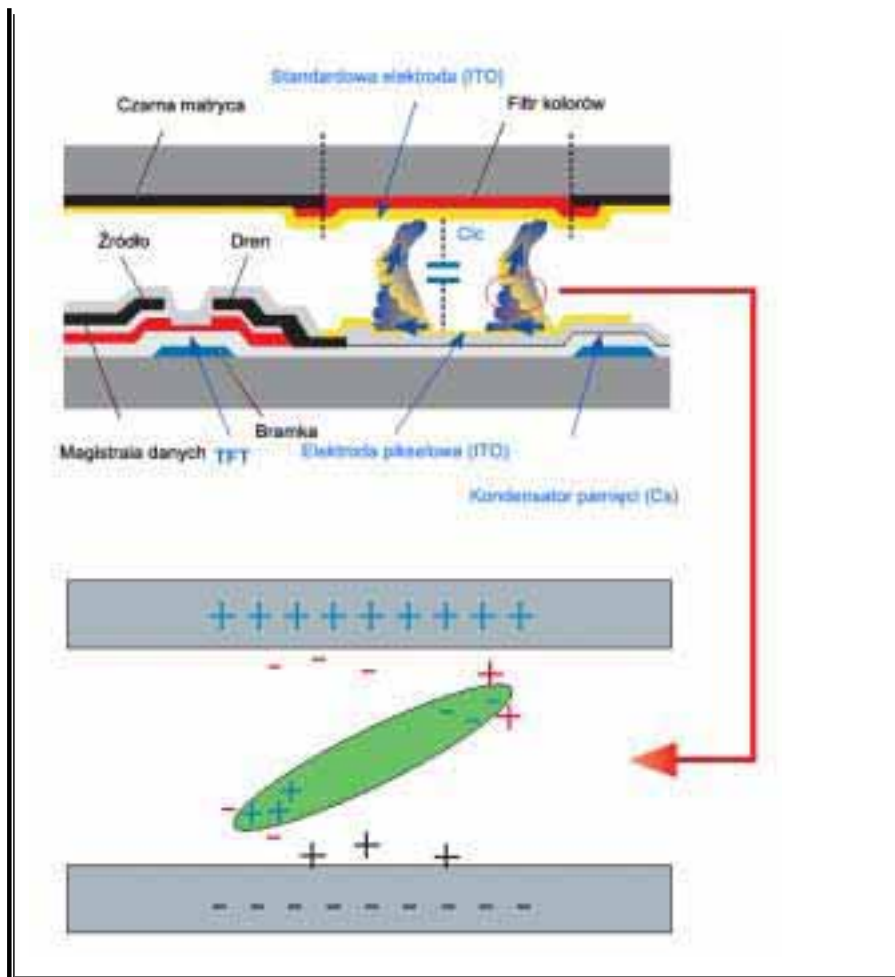 Standardowa elektroda (ITO)
Czarna matryca
Filtr kolorów
Źródło
Dren
Clc
Bramka
Magistrala danych
TFT
Elektroda pikselowa (ITO)
Kondensator pamięci (Cs)
+ + + + + + + + +
- - -
+
- -
-
+
+
+ +
-
-
+ + +
- - - - - - - - -